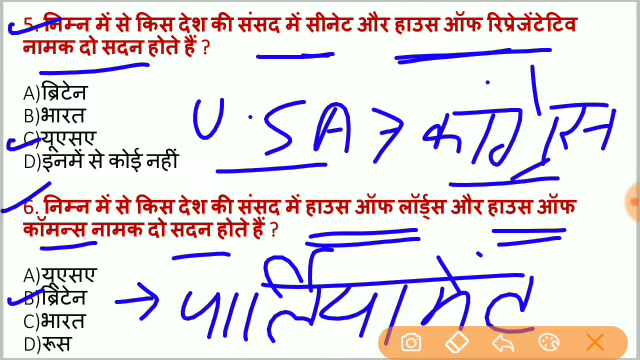 5. निम्न में से किस देश की संसद में सीनेट और हाउस ऑफ रिप्रेजेंटेटिव
नामक दो सदन होते हैं ?
A)ब्रिटेन
B)भारत
C)यूएसए
D)इनमें से कोई नहीं
U.SA > कांग्रेस
6. निम्न में से किस देश की संसद में हाउस ऑफ लॉर्ड्स और हाउस ऑफ
कॉमन्स नामक दो सदन होते हैं ?
A)यूएसए
B)ब्रिटेन
C)भारत
D)रूस
→ पार्लियामेंट